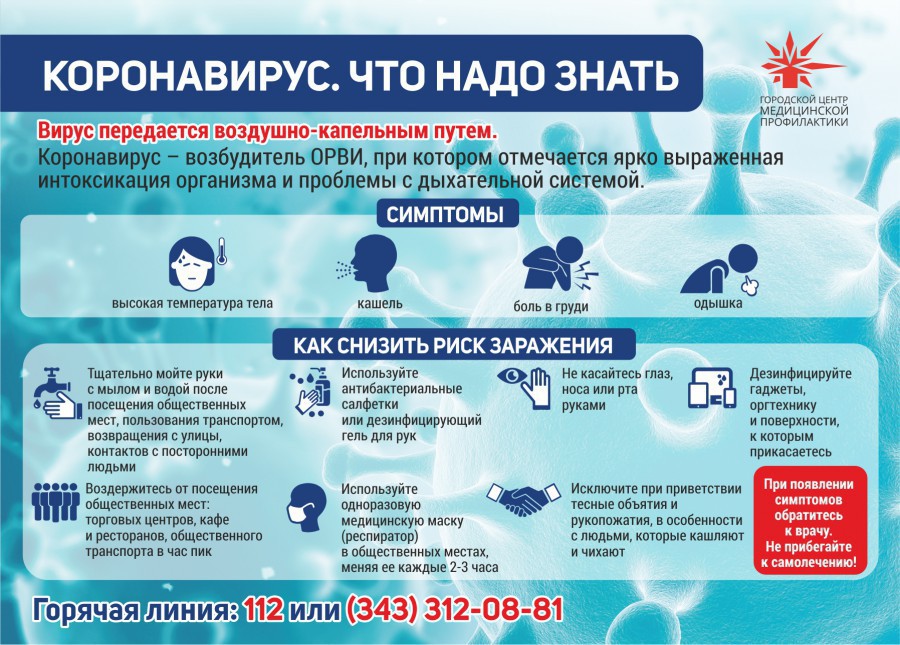 КОРОНАВИРУС. ЧТО НАДО ЗНАТЬ
ГОРОДСКОЙ ЦЕНТР
МЕДИЦИНСКОЙ
ПРОФИЛАКТИКИ
Вирус передается воздушно-капельным путем.
Коронавирус – возбудитель ОРВИ, при котором отмечается ярко выраженная
интоксикация организма и проблемы с дыхательной системой.
СИМПТОМЫ
высокая температура тела
кашель
боль в груди
одышка
КАК СНИЗИТЬ РИСК ЗАРАЖЕНИЯ
Тщательно мойте руки
с мылом и водой после
посещения общественных
мест, пользования транспортом,
возвращения с улицы,
контактов с посторонними
людьми
Используйте
антибактериальные
салфетки
или дезинфицирующий
гель для рук
Не касайтесь глаз,
носа или рта
руками
Дезинфицируйте
гаджеты,
оргтехнику
и поверхности,
к которым
прикасаетесь
Воздержитесь от посещения
общественных мест:
торговых центров, кафе
и ресторанов, общественного
транспорта в час пик
Используйте
одноразовую
медицинскую маску
(респиратор)
в общественных местах,
меняя ее каждые 2-3 часа
Исключите при приветствии
тесные объятия и
рукопожатия, в особенности
с людьми, которые кашляют
и чихают
При появлении
симптомов
обратитесь
к врачу.
Не прибегайте
к самолечению!
Горячая линия: 112 или (343) 312-08-81